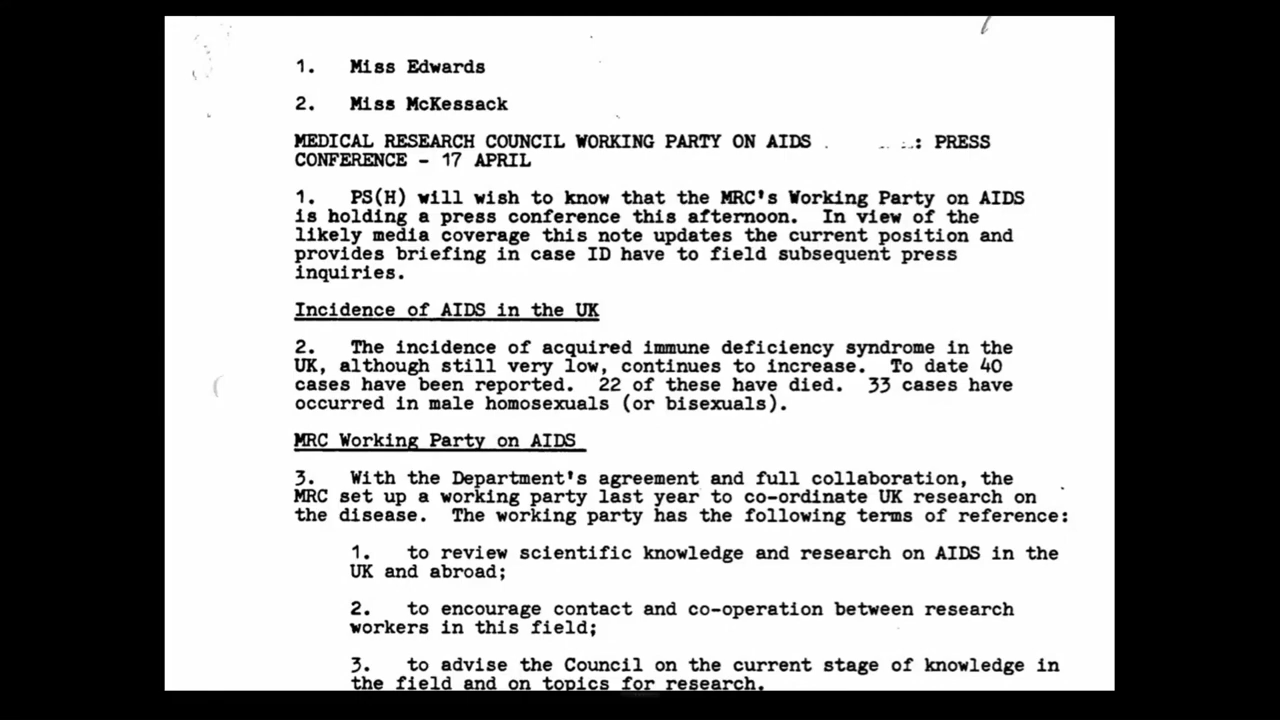 1. Miss Edwards
2. Miss McKessack
MEDICAL RESEARCH COUNCIL WORKING PARTY ON AIDS : PRESS
CONFERENCE - 17 APRIL
1. PS(H) will wish to know that the MRC's Working Party on AIDS
is holding a press conference this afternoon. In view of the
likely media coverage this note updates the current position and
provides briefing in case ID have to field subsequent press
inquiries.
Incidence of AIDS in the UK
2. The incidence of acquired immune deficiency syndrome in the
UK, although still very low, continues to increase. To date 40
cases have been reported. 22 of these have died. 33 cases have
occurred in male homosexuals (or bisexuals).
MRC Working Party on AIDS
3. With the Department's agreement and full collaboration, the
MRC set up a working party last year to co-ordinate UK research on
the disease. The working party has the following terms of reference:
1. to review scientific knowledge and research on AIDS in the
UK and abroad;
2. to encourage contact and co-operation between research
workers in this field;
3. to advise the Council on the current stage of knowledge in
the field and on topics for research.